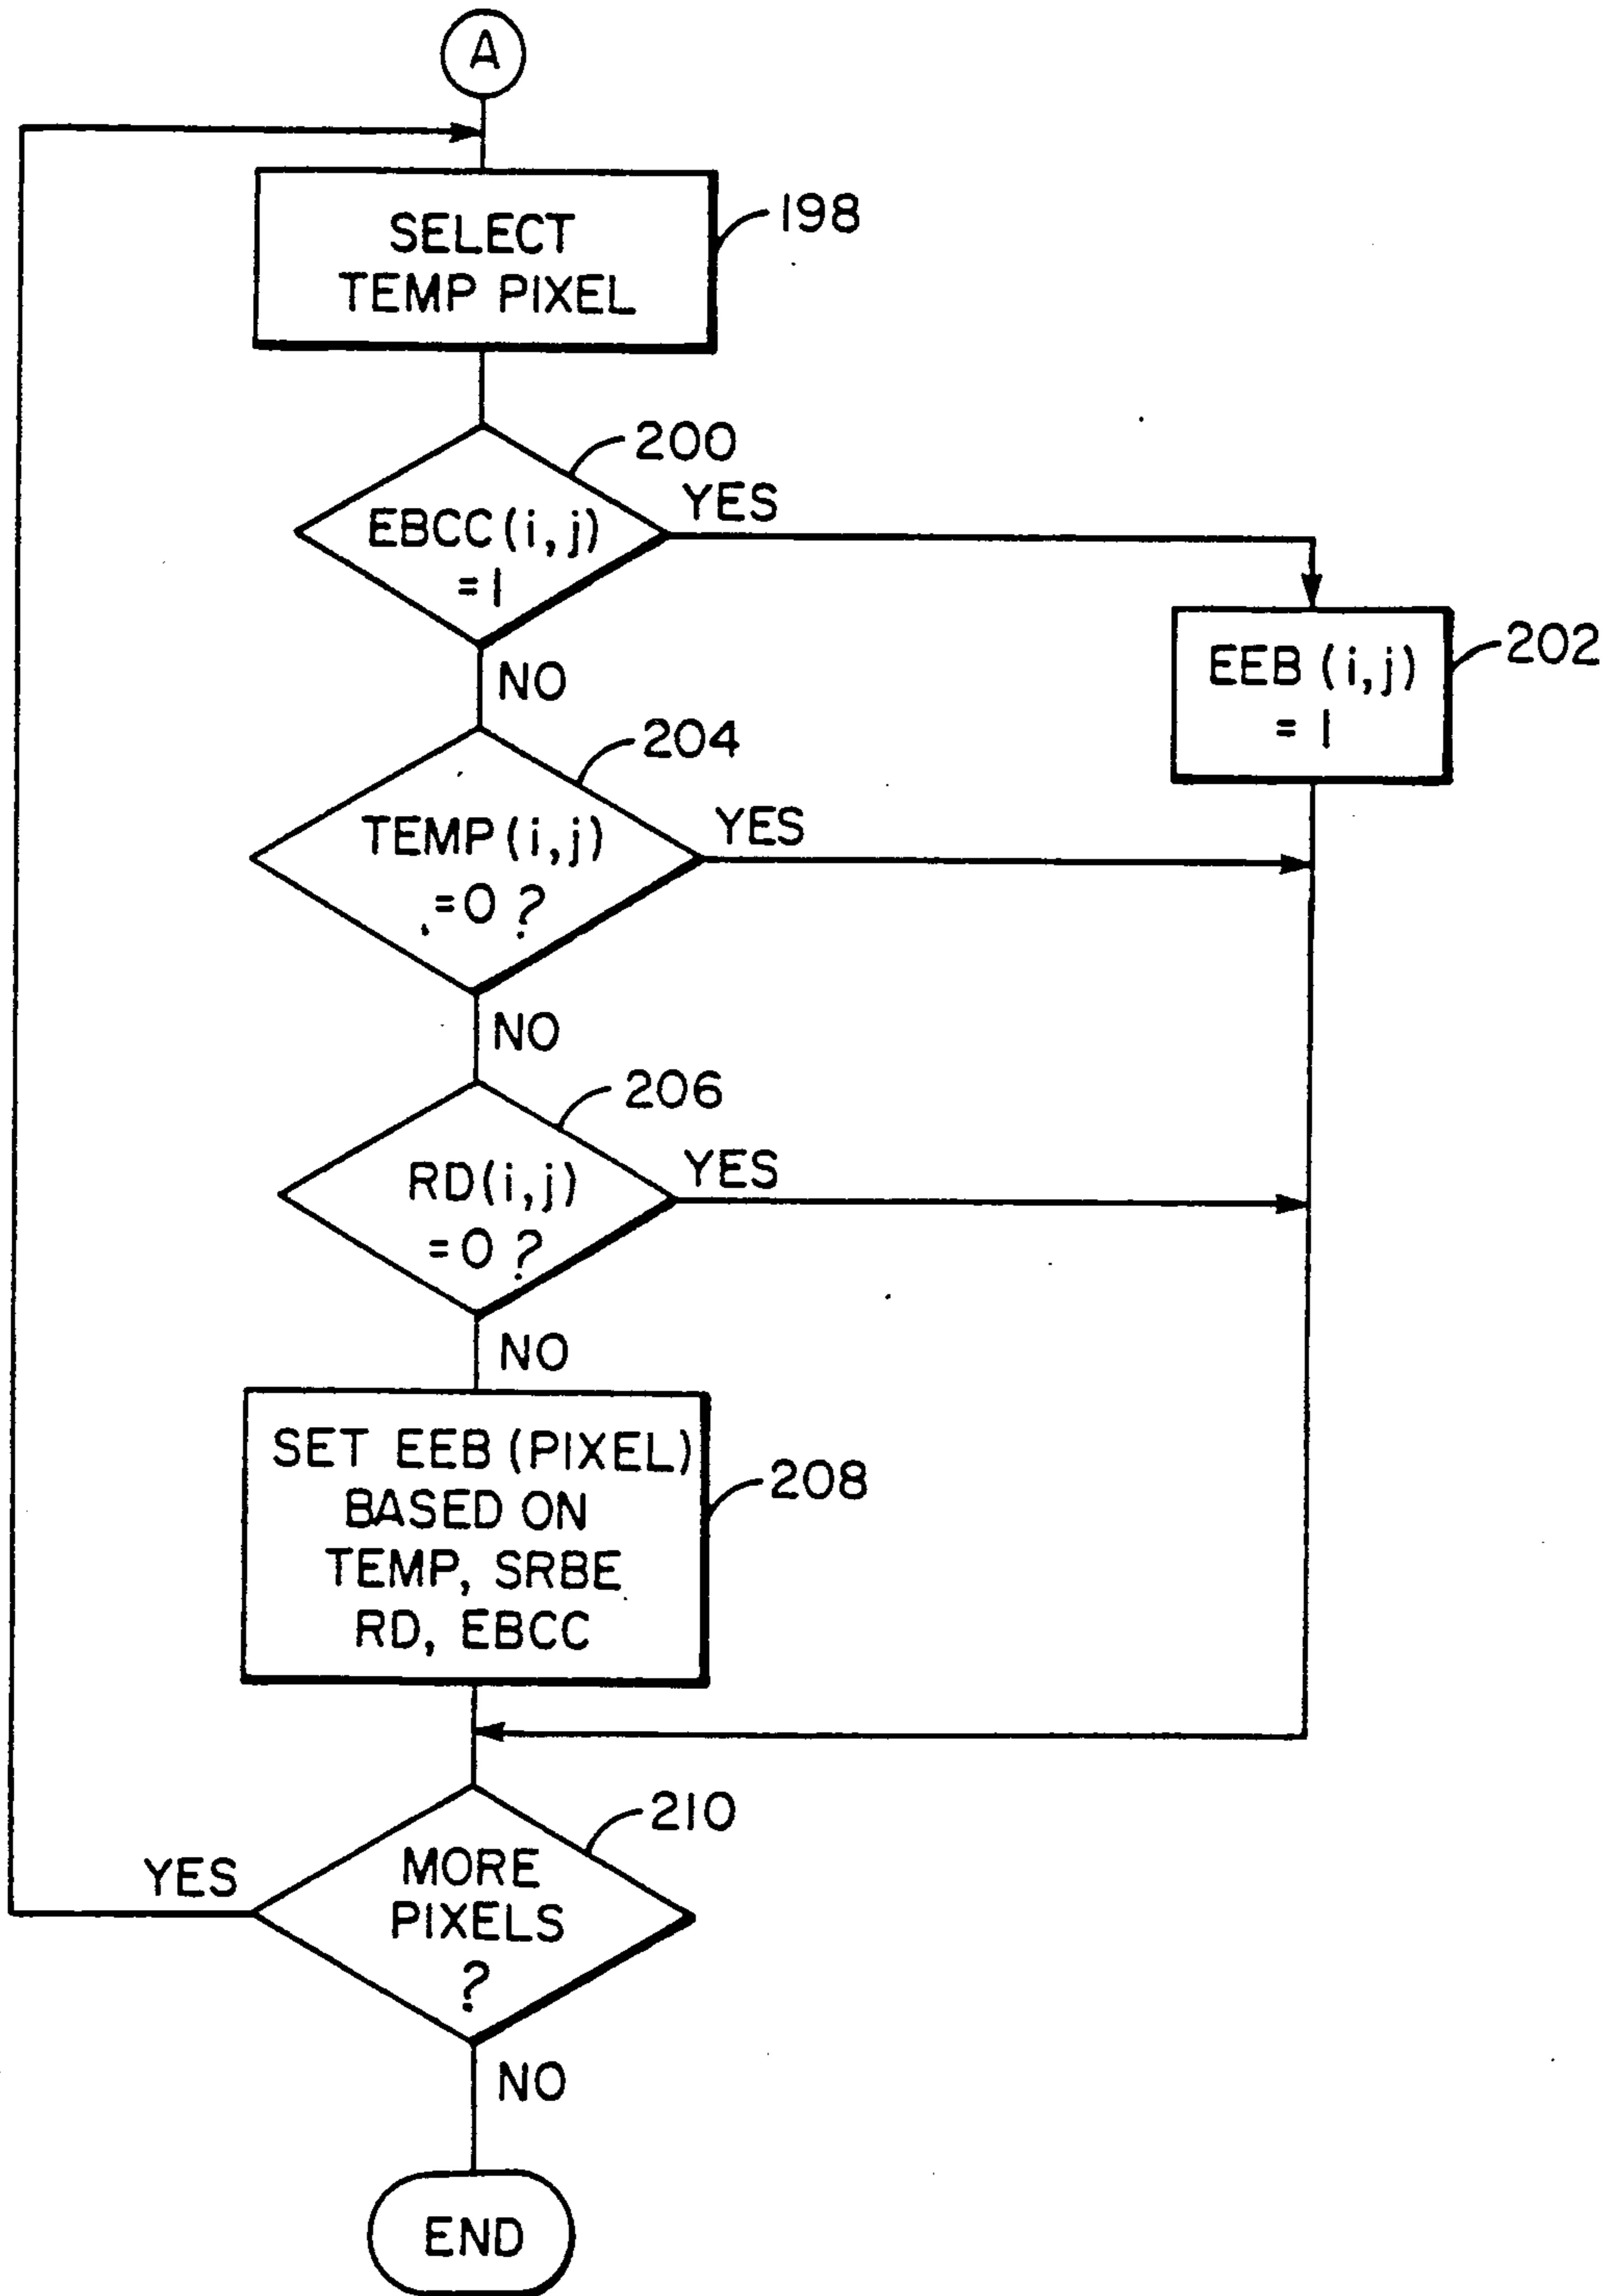 A
SELECT
TEMP PIXEL
198
200
EBCC(i,j)
=1
YES
NO
EEB (i,j)
= 1
202
204
TEMP(i,j)
=0 ?
YES
NO
206
RD(i,j)
=0 ?
YES
NO
SET EEB (PIXEL)
BASED ON
TEMP, SRBE
RD, EBCC
208
210
MORE
PIXELS
?
YES
NO
END